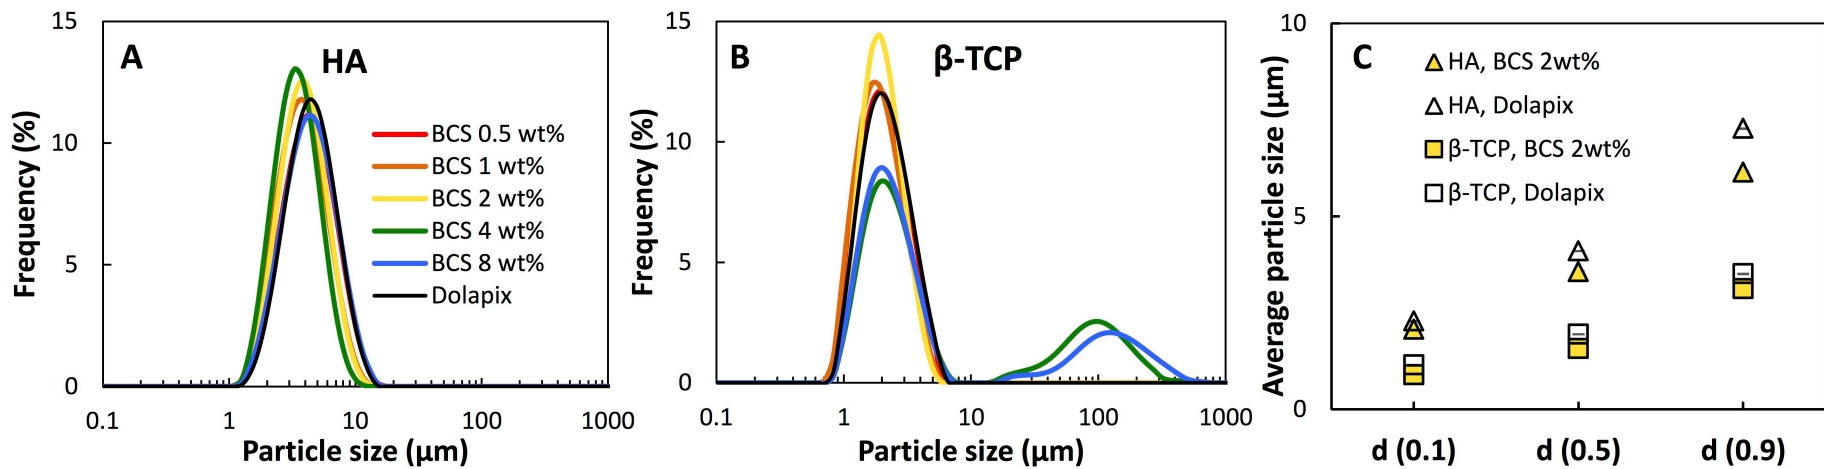 A
HA
Frequency (%)
15
10
5
0
0.1
1
10
100
1000
Particle size (μm)
BCS 0.5 wt%
BCS 1 wt%
BCS 2 wt%
BCS 4 wt%
BCS 8 wt%
Dolapix
B
β-TCP
Frequency (%)
15
10
5
0
0.1
1
10
100
1000
Particle size (μm)
C
Average particle size (μm)
10
5
0
HA, BCS 2wt%
HA, Dolapix
β-TCP, BCS 2wt%
β-TCP, Dolapix
d (0.1)
d (0.5)
d (0.9)